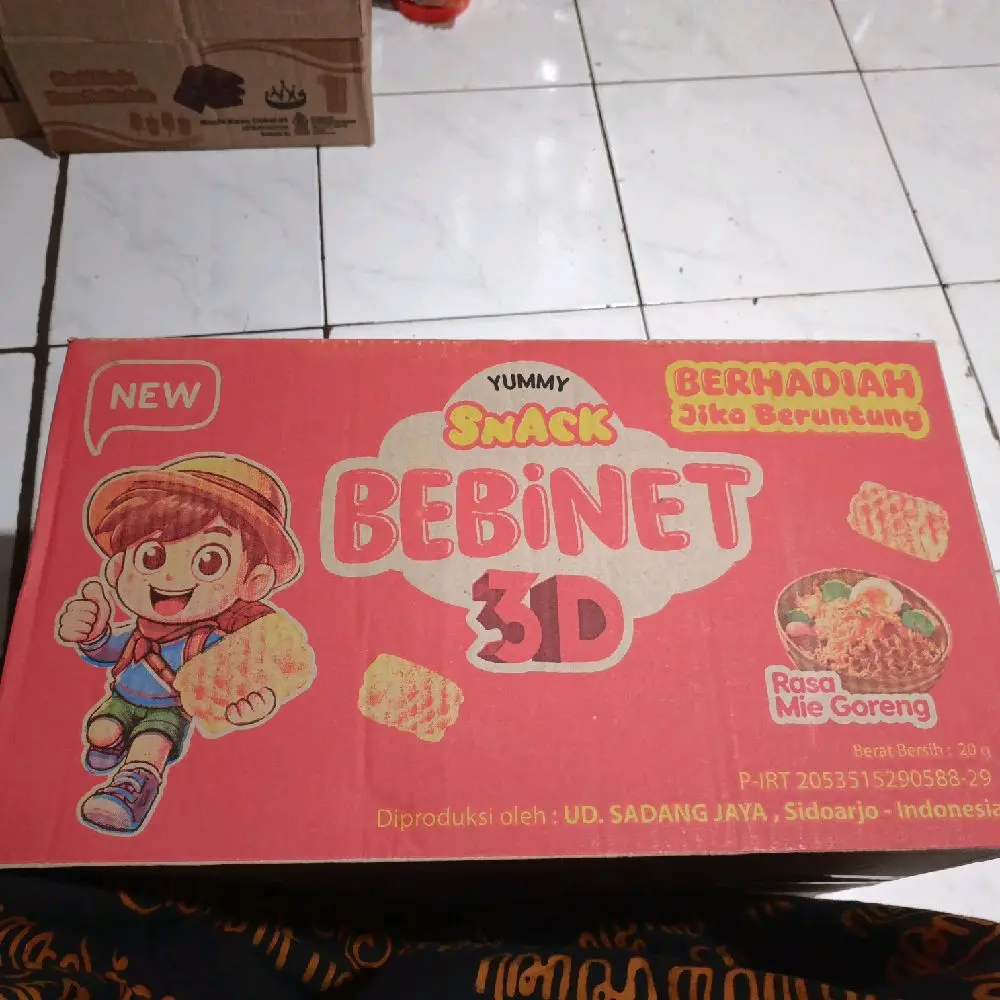 NEW
YUMMY
SNACK
BEBiNET
3D
BERHADIAH
Jika Beruntung
Rasa
Mie Goreng
Berat Bersih : 20 g
P-IRT 2053515290588-29
Diproduksi oleh : UD. SADANG JAYA , Sidoarjo - Indonesia